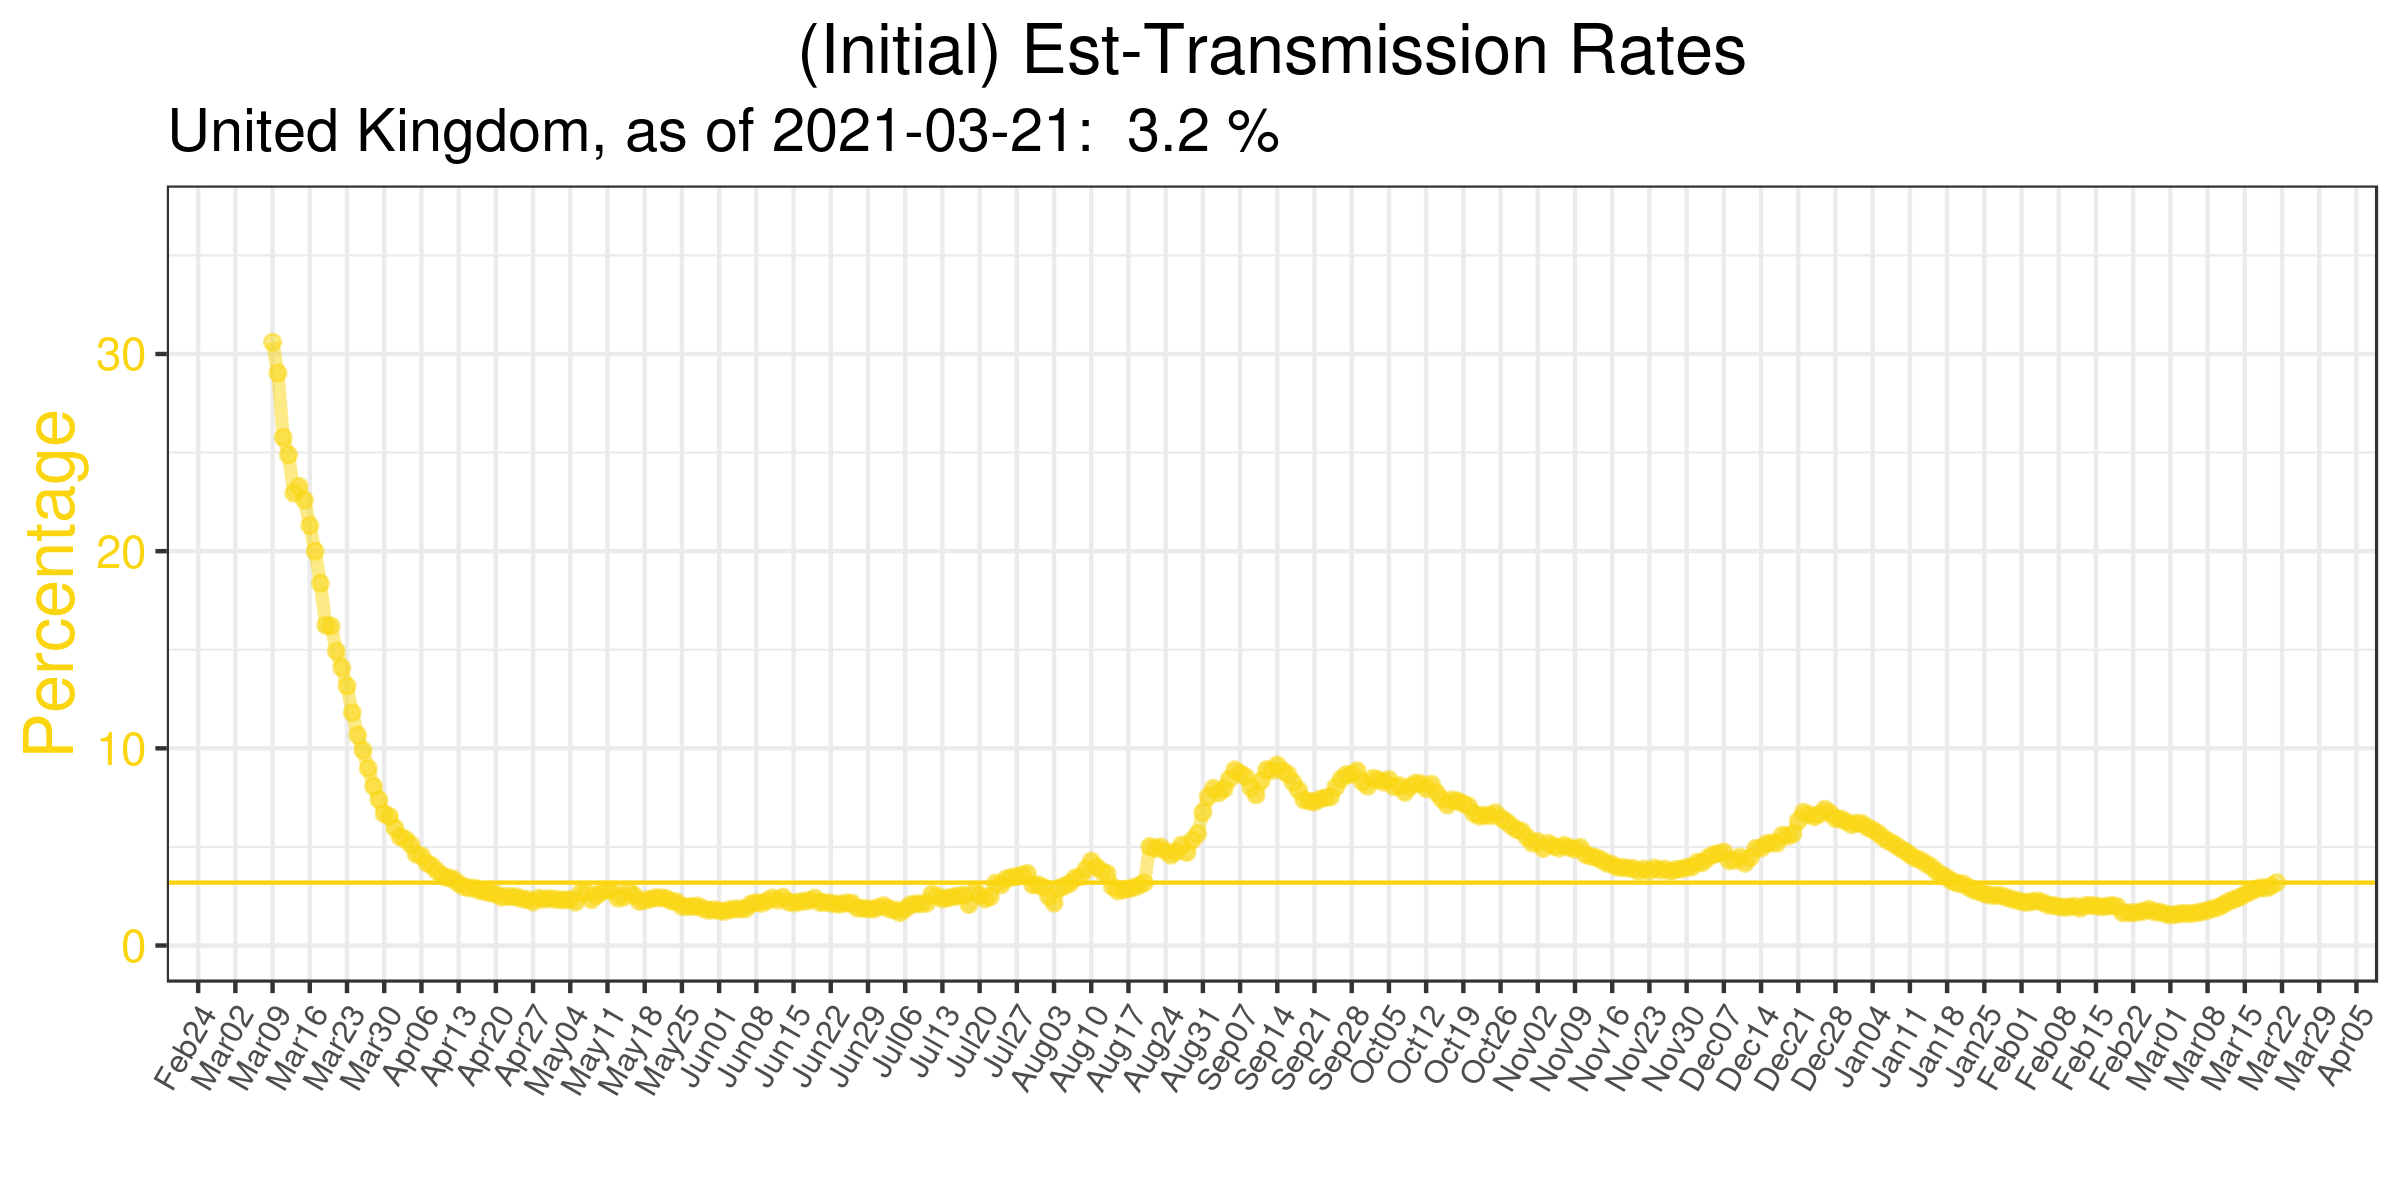 (Initial) Est-Transmission Rates
United Kingdom, as of 2021-03-21:  3.2 %
Percentage
30
20
10
0
Feb24
Mar02
Mar09
Mar16
Mar23
Mar30
Apr06
Apr13
Apr20
Apr27
May04
May11
May18
May25
Jun01
Jun08
Jun15
Jun22
Jun29
Jul06
Jul13
Jul20
Jul27
Aug03
Aug10
Aug17
Aug24
Aug31
Sep07
Sep14
Sep21
Sep28
Oct05
Oct12
Oct19
Oct26
Nov02
Nov09
Nov16
Nov23
Nov30
Dec07
Dec14
Dec21
Dec28
Jan04
Jan11
Jan18
Jan25
Feb01
Feb08
Feb15
Feb22
Mar01
Mar08
Mar15
Mar22
Mar29
Apr05